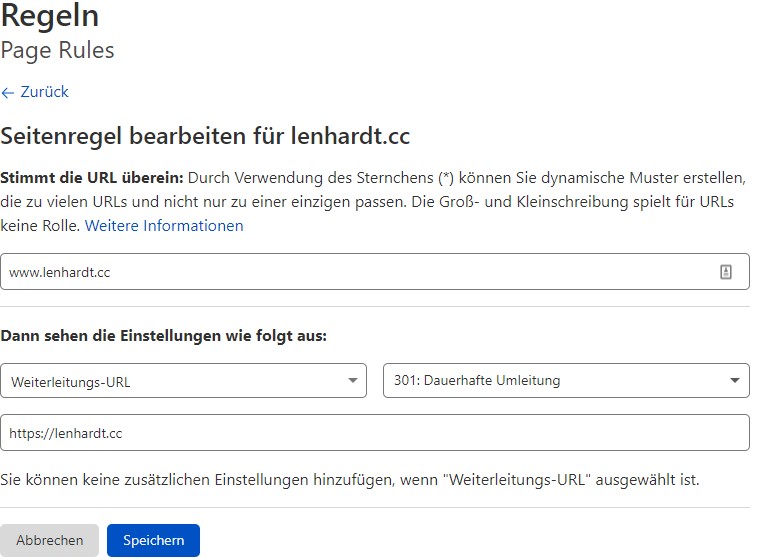 Regeln
Page Rules
← Zurück
Seitenregel bearbeiten für lenhardt.cc
Stimmt die URL überein: Durch Verwendung des Sternchens (*) können Sie dynamische Muster erstellen,
die zu vielen URLs und nicht nur zu einer einzigen passen. Die Groß- und Kleinschreibung spielt für URLs
keine Rolle. Weitere Informationen
www.lenhardt.cc
Dann sehen die Einstellungen wie folgt aus:
Weiterleitungs-URL 301: Dauerhafte Umleitung
https://lenhardt.cc
Sie können keine zusätzlichen Einstellungen hinzufügen, wenn "Weiterleitungs-URL" ausgewählt ist.
Abbrechen Speichern